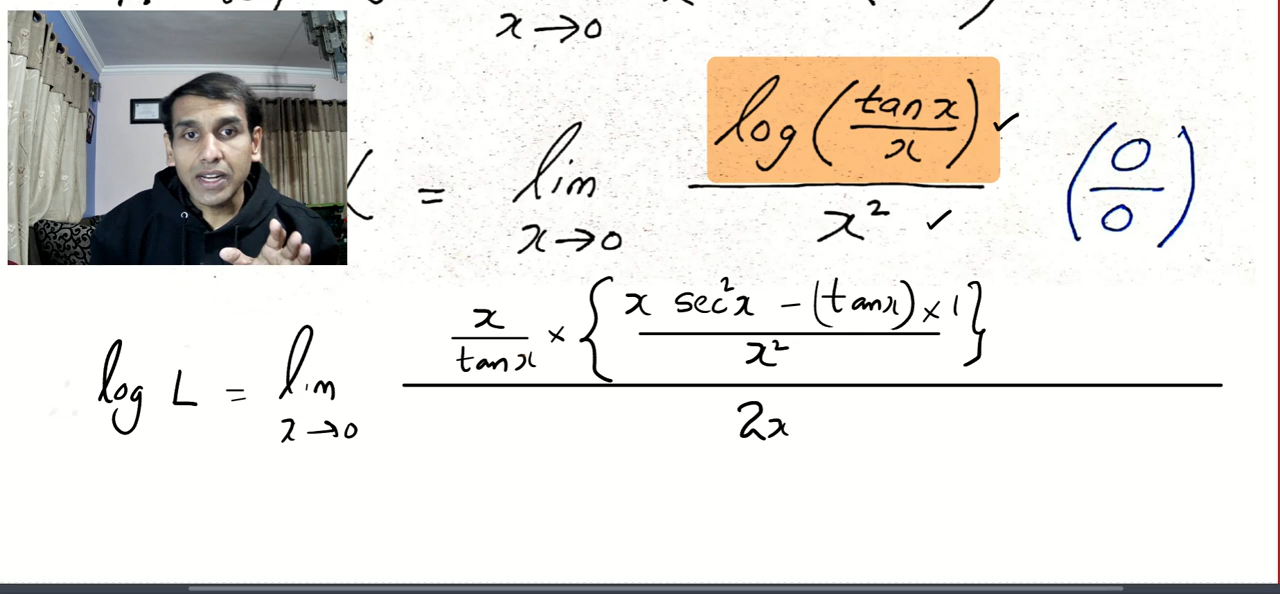 x→0
L = lim x→0 log(tan x / x) ✓ / x² ✓ (0/0)
log L = lim x→0 x/tan x × { x sec²x − (tan x) × 1 / x² } / 2x